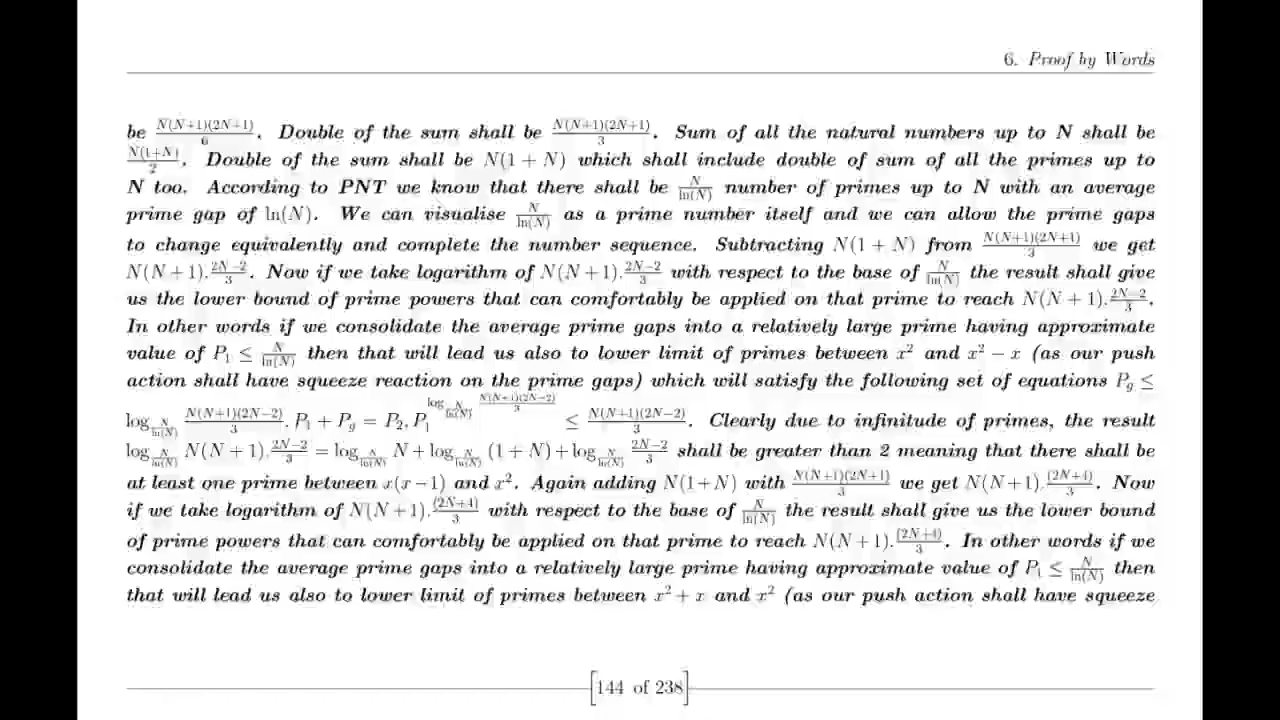 6. Proof by Words
be N(N+1)(2N+1)/6. Double of the sum shall be N(N+1)(2N+1)/3. Sum of all the natural numbers up to N shall be
N(1+N)/2. Double of the sum shall be N(1 + N) which shall include double of sum of all the primes up to
N too. According to PNT we know that there shall be N/ln(N) number of primes up to N with an average
prime gap of ln(N). We can visualise N/ln(N) as a prime number itself and we can allow the prime gaps
to change equivalently and complete the number sequence. Subtracting N(1 + N) from N(N+1)(2N+1)/3 we get
N(N + 1).2N−2/3. Now if we take logarithm of N(N + 1).2N−2/3 with respect to the base of N/ln(N) the result shall give
us the lower bound of prime powers that can comfortably be applied on that prime to reach N(N + 1).2N−2/3.
In other words if we consolidate the average prime gaps into a relatively large prime having approximate
value of P₁ ≤ N/ln(N) then that will lead us also to lower limit of primes between x² and x² − x (as our push
action shall have squeeze reaction on the prime gaps) which will satisfy the following set of equations P_g ≤
log_{N/ln(N)} N(N+1)(2N−2)/3. P₁ + P_g = P₂, P₁^{log_{N/ln(N)} N(N+1)(2N−2)/3} ≤ N(N+1)(2N−2)/3. Clearly due to infinitude of primes, the result
log_{N/ln(N)} N(N + 1).2N−2/3 = log_{N/ln(N)} N + log_{N/ln(N)} (1 + N) + log_{N/ln(N)} 2N−2/3 shall be greater than 2 meaning that there shall be
at least one prime between x(x − 1) and x². Again adding N(1+N) with N(N+1)(2N+1)/3 we get N(N+1).(2N+4)/3. Now
if we take logarithm of N(N + 1).(2N+4)/3 with respect to the base of N/ln(N) the result shall give us the lower bound
of prime powers that can comfortably be applied on that prime to reach N(N + 1).(2N+4)/3. In other words if we
consolidate the average prime gaps into a relatively large prime having approximate value of P₁ ≤ N/ln(N) then
that will lead us also to lower limit of primes between x² + x and x² (as our push action shall have squeeze
144 of 238